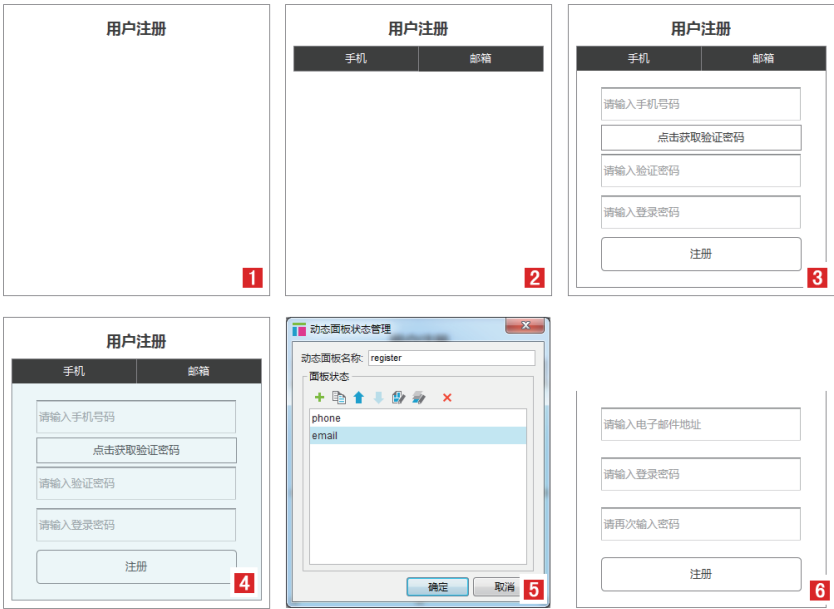 用户注册
1
用户注册
手机 邮箱
2
用户注册
手机 邮箱
请输入手机号码
点击获取验证密码
请输入验证密码
请输入登录密码
注册
3
用户注册
手机 邮箱
请输入手机号码
点击获取验证密码
请输入验证密码
请输入登录密码
注册
4
动态面板状态管理
动态面板名称: register
面板状态
phone
email
确定 取消
5
请输入电子邮件地址
请输入登录密码
请再次输入密码
注册
6